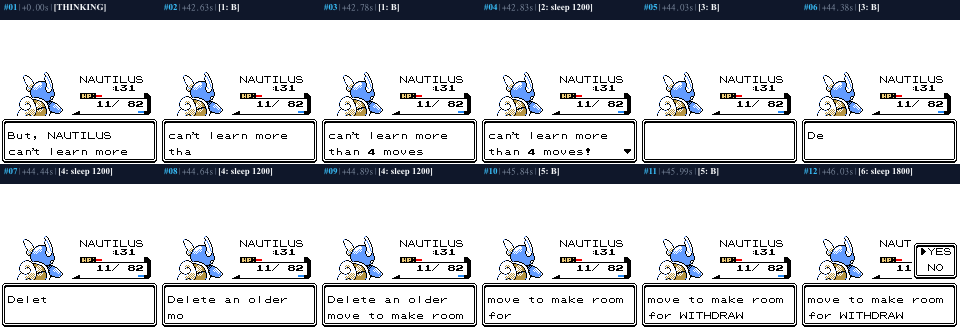 #01|+0.00s|[THINKING]
NAUTILUS
:L31
HP:
11/ 82
But, NAUTILUS
can't learn more
#02|+42.63s|[1: B]
NAUTILUS
:L31
HP:
11/ 82
can't learn more
tha
#03|+42.78s|[1: B]
NAUTILUS
:L31
HP:
11/ 82
can't learn more
than 4 moves
#04|+42.83s|[2: sleep 1200]
NAUTILUS
:L31
HP:
11/ 82
can't learn more
than 4 moves!
#05|+44.03s|[3: B]
NAUTILUS
:L31
HP:
11/ 82
#06|+44.38s|[3: B]
NAUTILUS
:L31
HP:
11/ 82
De
#07|+44.44s|[4: sleep 1200]
NAUTILUS
:L31
HP:
11/ 82
Delet
#08|+44.64s|[4: sleep 1200]
NAUTILUS
:L31
HP:
11/ 82
Delete an older
mo
#09|+44.89s|[4: sleep 1200]
NAUTILUS
:L31
HP:
11/ 82
Delete an older
move to make room
#10|+45.84s|[5: B]
NAUTILUS
:L31
HP:
11/ 82
move to make room
for
#11|+45.99s|[5: B]
NAUTILUS
:L31
HP:
11/ 82
move to make room
for WITHDRAW
#12|+46.03s|[6: sleep 1800]
NAUT
YES
HP:
11
NO
move to make room
for WITHDRAW